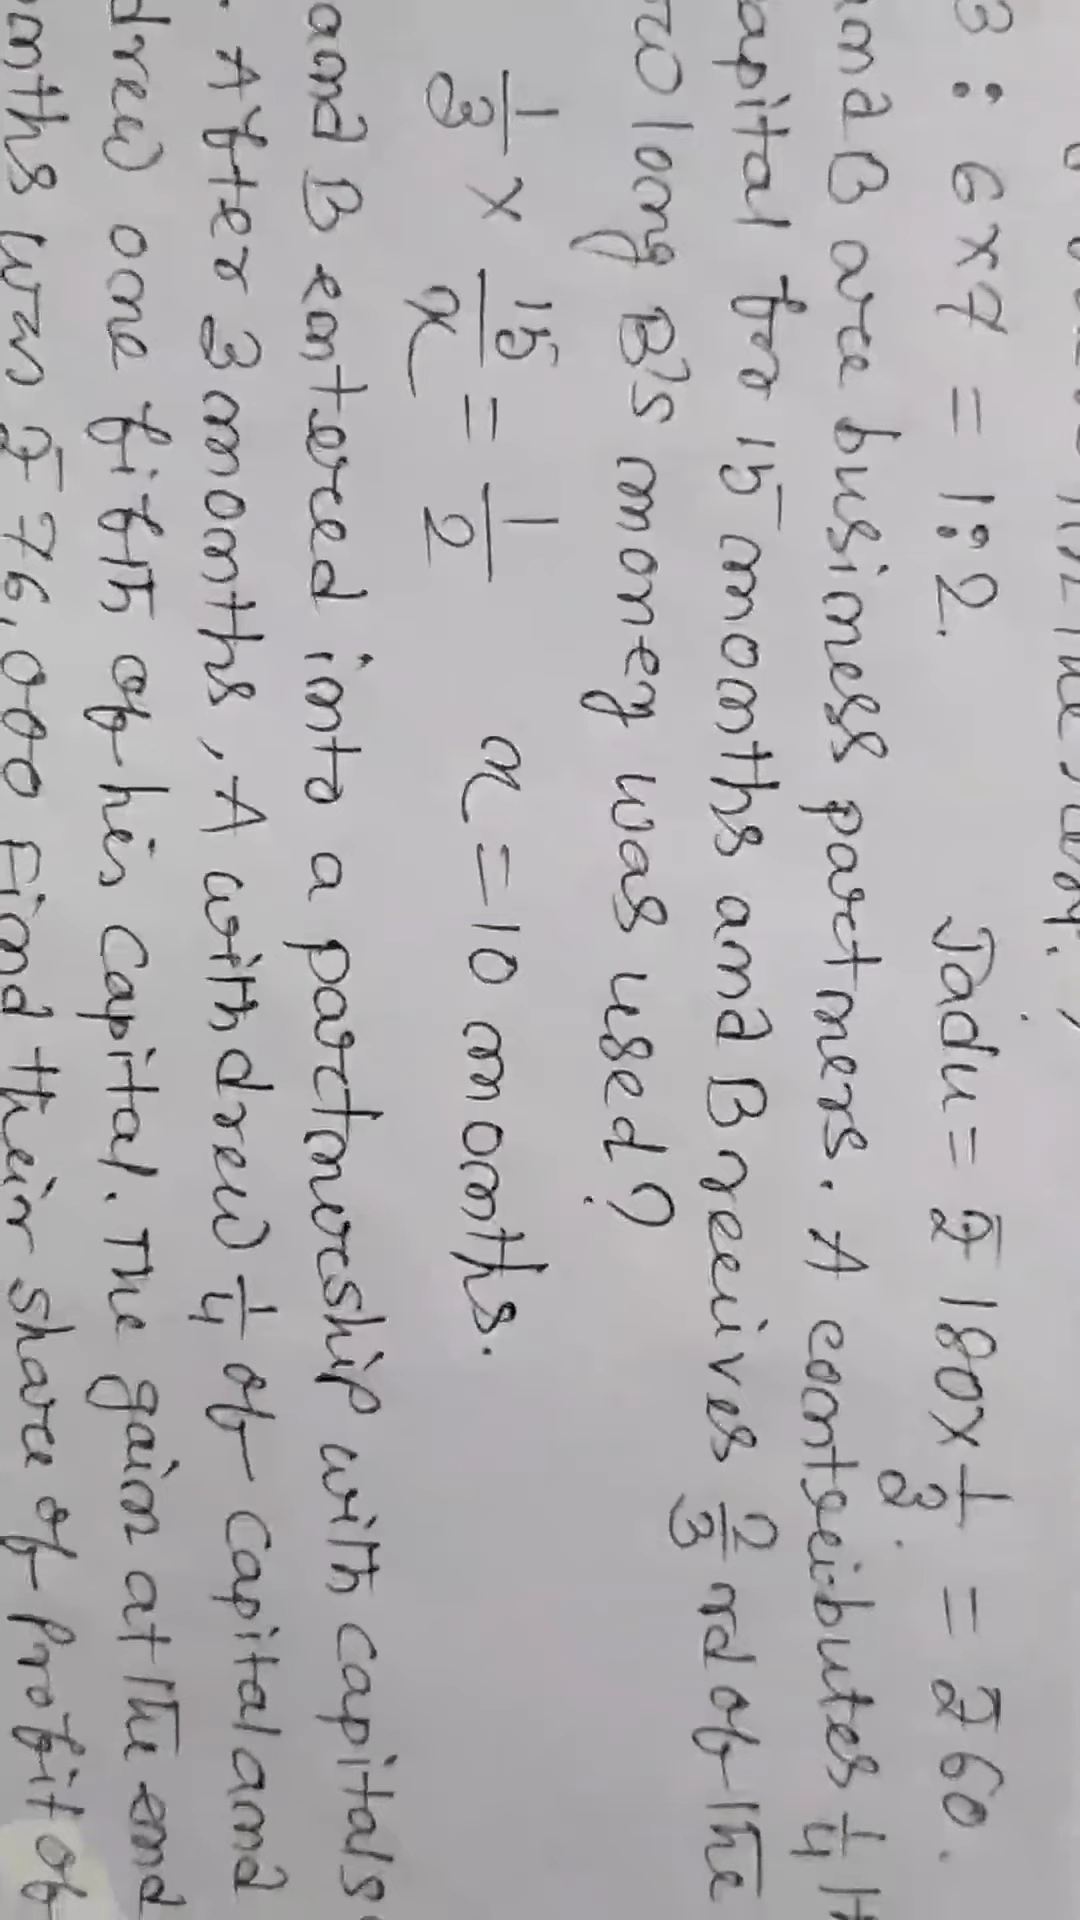 3 : 6×7 = 1:2. Jadu = ₹ 180 × 1/3 = ₹ 60.
and B are business partners. A contributes 1/4
capital for 15 months and B receives 2/3 rd of the
long B's money was used?
1/3 × 15/x = 1/2 x = 10 months.
and B entered into a partnership with capitals
. After 3 months, A withdrew 1/4 of capital and
drew one fifth of his capital. The gain at the end
months was ₹ 76,000 Find their share of profit of